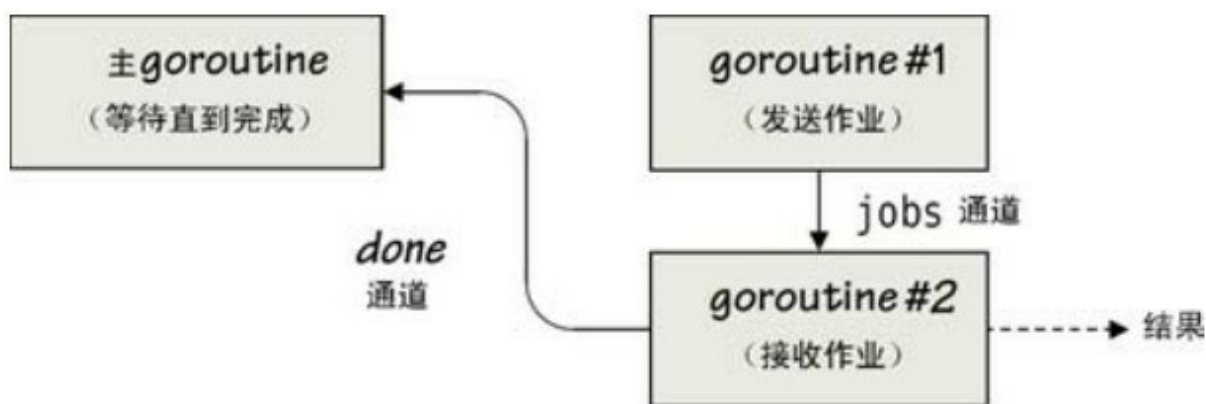 主goroutine
（等待直到完成）
goroutine #1
（发送作业）
jobs 通道
done
通道
goroutine #2
（接收作业）
结果